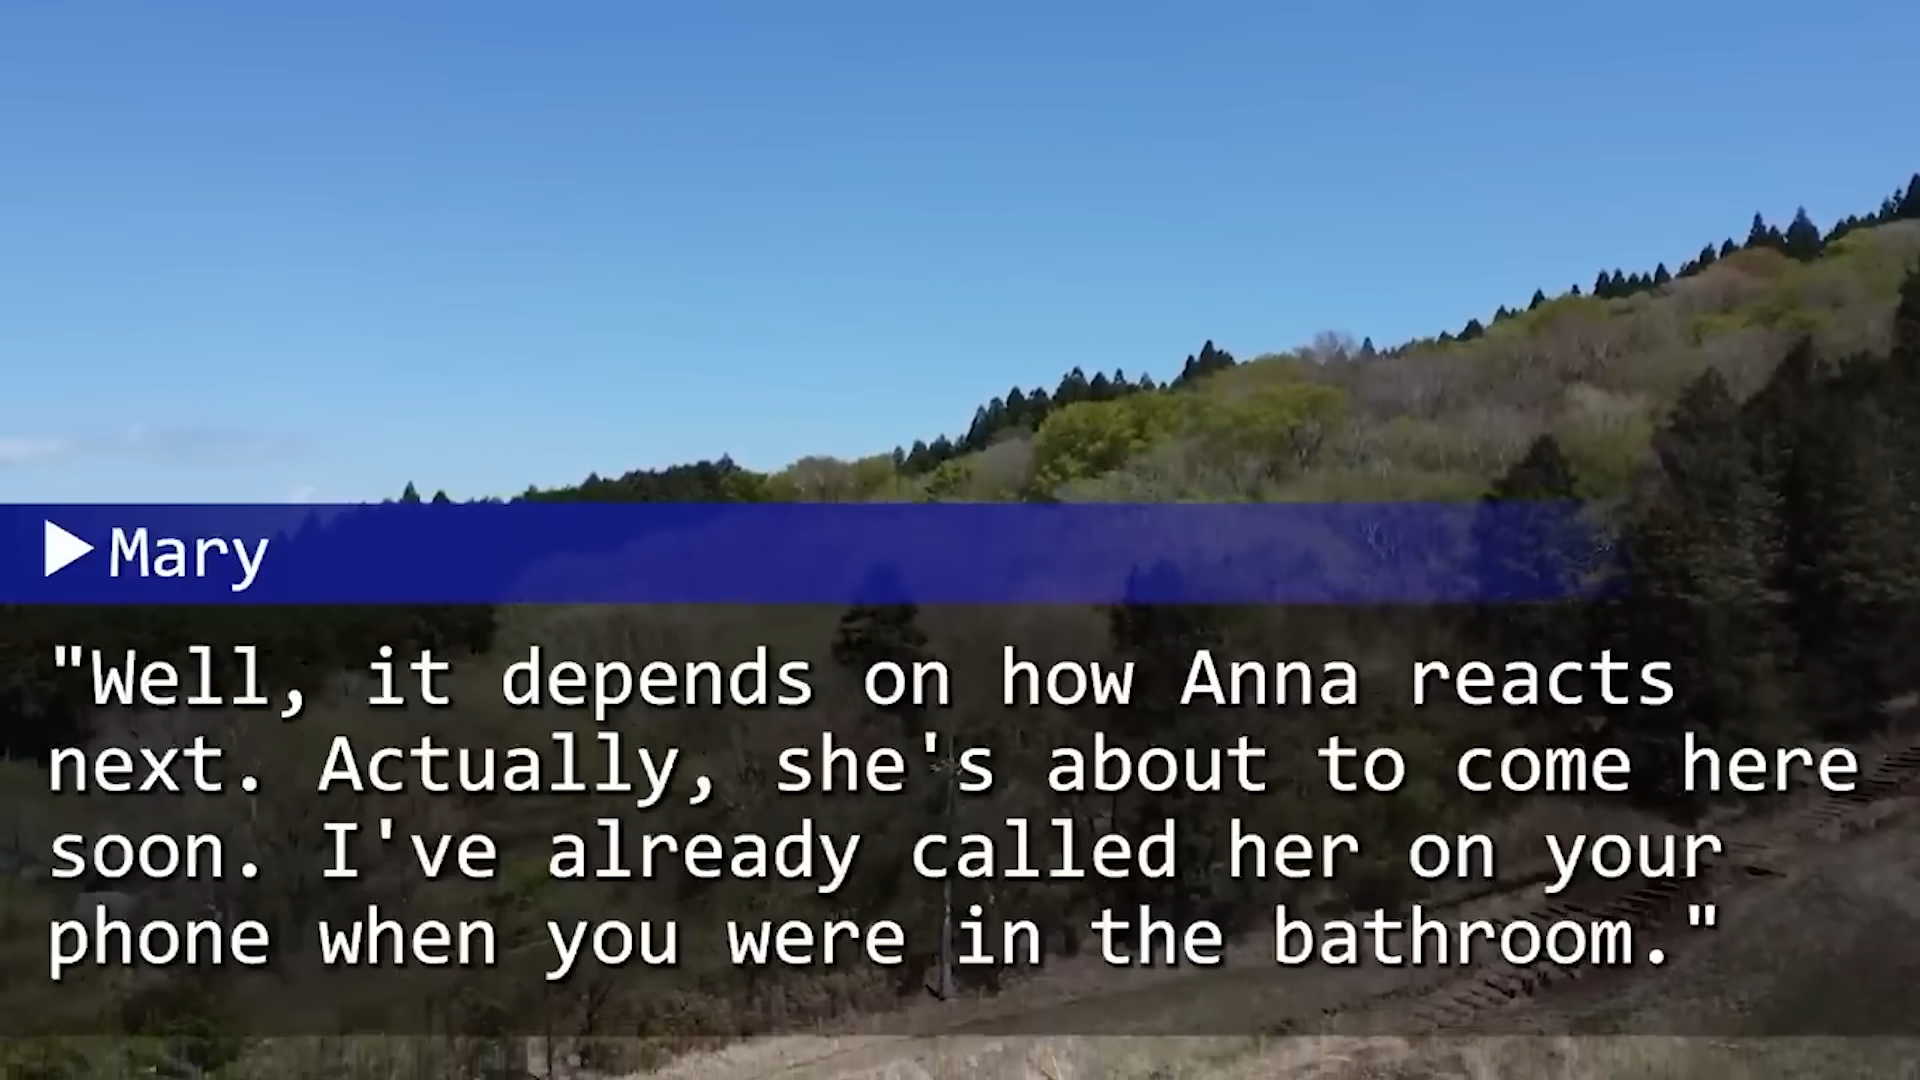 ▶Mary
"Well, it depends on how Anna reacts
next. Actually, she's about to come here
soon. I've already called her on your
phone when you were in the bathroom."